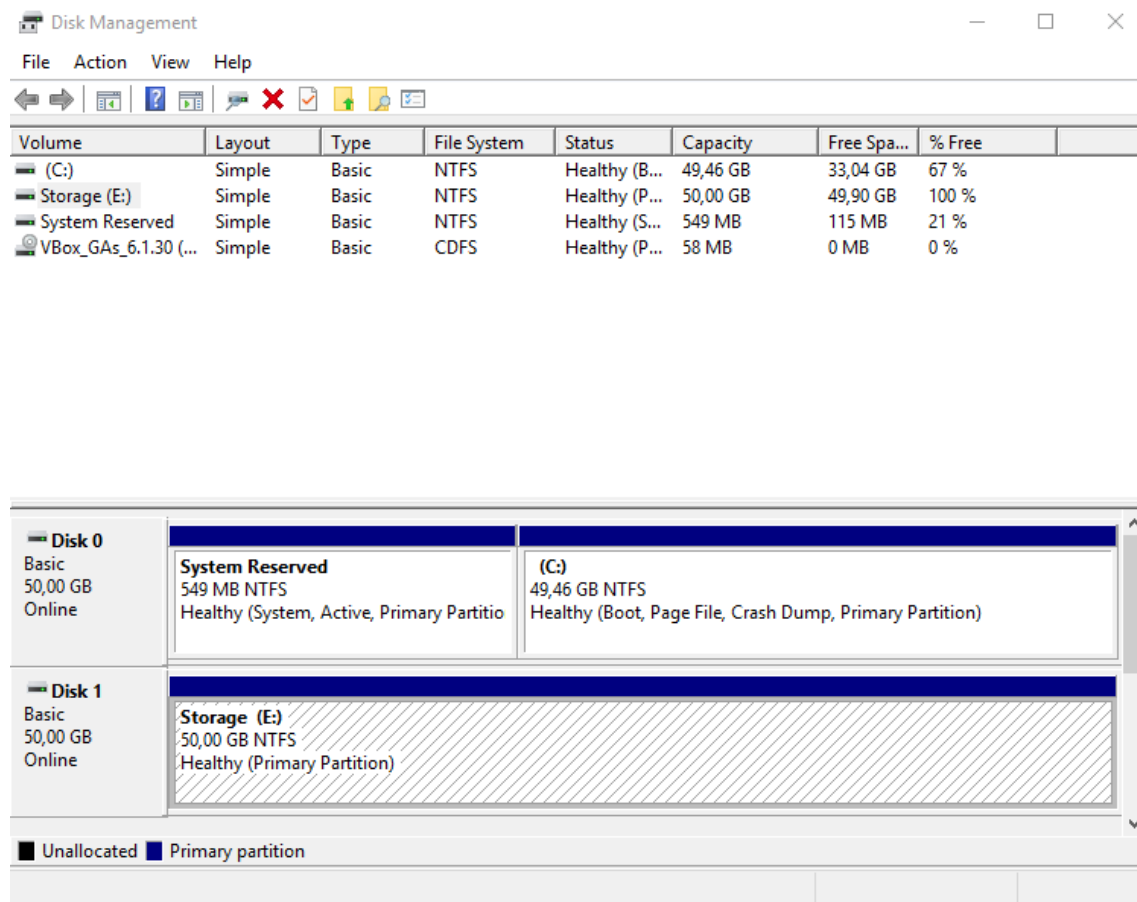 Disk Management
File Action View Help
Volume Layout Type File System Status Capacity Free Spa... % Free
(C:) Simple Basic NTFS Healthy (B... 49,46 GB 33,04 GB 67 %
Storage (E:) Simple Basic NTFS Healthy (P... 50,00 GB 49,90 GB 100 %
System Reserved Simple Basic NTFS Healthy (S... 549 MB 115 MB 21 %
VBox_GAs_6.1.30 (... Simple Basic CDFS Healthy (P... 58 MB 0 MB 0 %
Disk 0
Basic
50,00 GB
Online
System Reserved
549 MB NTFS
Healthy (System, Active, Primary Partitio
(C:)
49,46 GB NTFS
Healthy (Boot, Page File, Crash Dump, Primary Partition)
Disk 1
Basic
50,00 GB
Online
Storage (E:)
50,00 GB NTFS
Healthy (Primary Partition)
Unallocated Primary partition